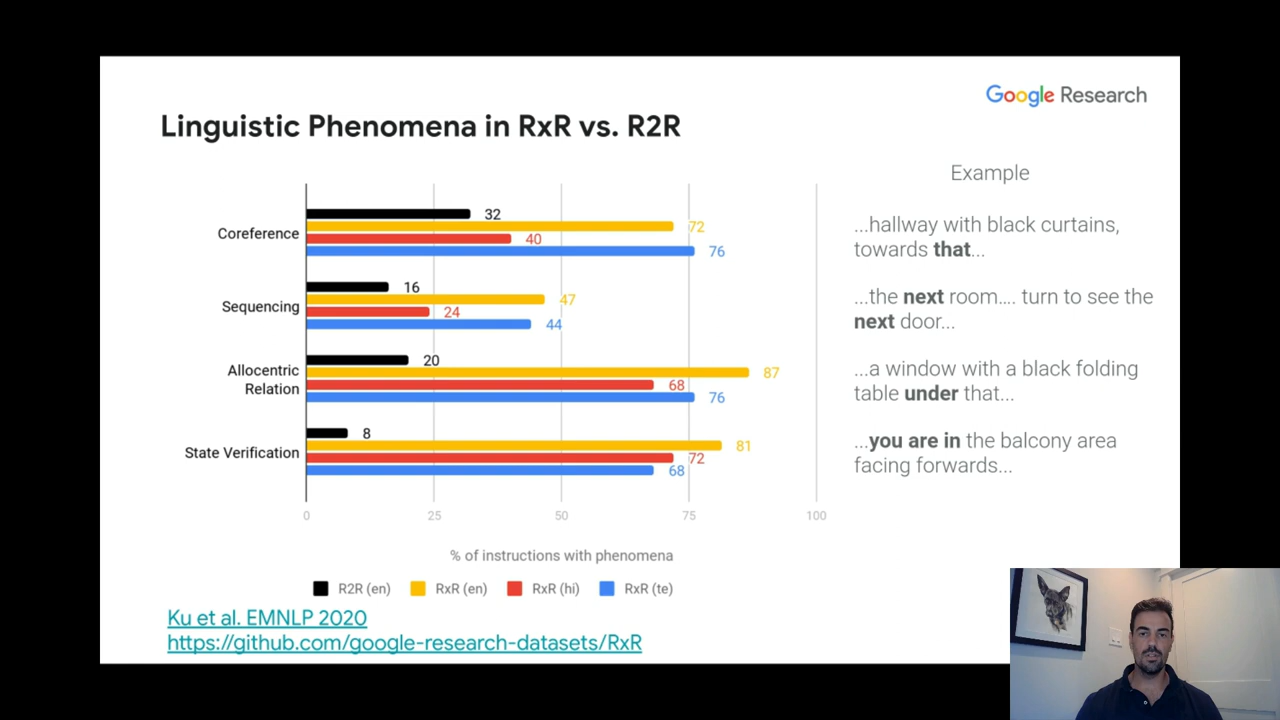 Google Research
Linguistic Phenomena in RxR vs. R2R
Example
Coreference
32
72
40
76
...hallway with black curtains,
towards that...
Sequencing
16
47
24
44
...the next room.... turn to see the
next door...
Allocentric
Relation
20
87
68
76
...a window with a black folding
table under that...
State Verification
8
81
72
68
...you are in the balcony area
facing forwards...
0 25 50 75 100
% of instructions with phenomena
R2R (en) RxR (en) RxR (hi) RxR (te)
Ku et al. EMNLP 2020
https://github.com/google-research-datasets/RxR